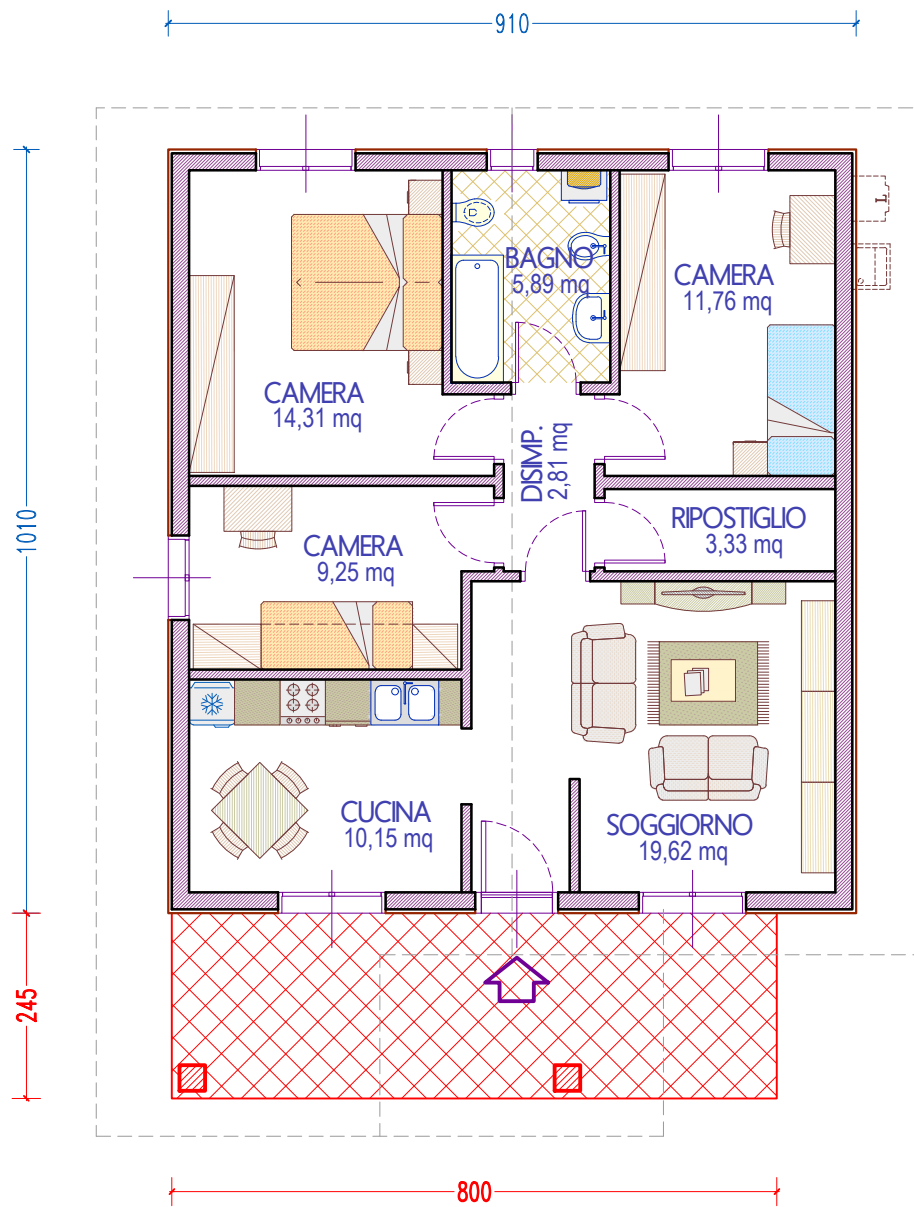 910
L
BAGNO
5,89 mq
CAMERA
11,76 mq
CAMERA
14,31 mq
DISIMP.
2,81 mq
RIPOSTIGLIO
3,33 mq
CAMERA
9,25 mq
1010
CUCINA
10,15 mq
SOGGIORNO
19,62 mq
245
800